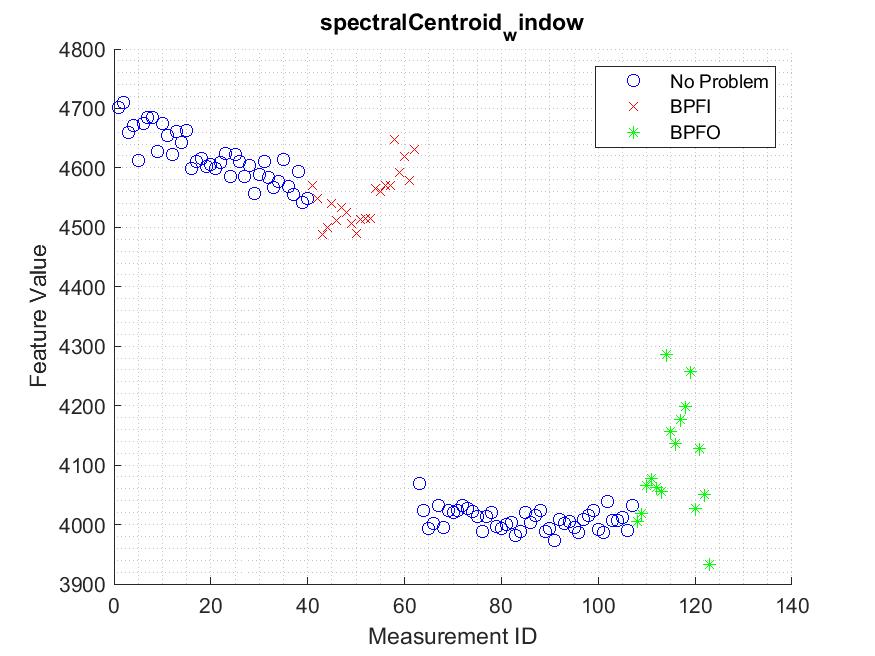 spectralCentroid_window
4800
4700
4600
4500
4400
4300
4200
4100
4000
3900
Feature Value
0 20 40 60 80 100 120 140
Measurement ID
No Problem
BPFI
BPFO